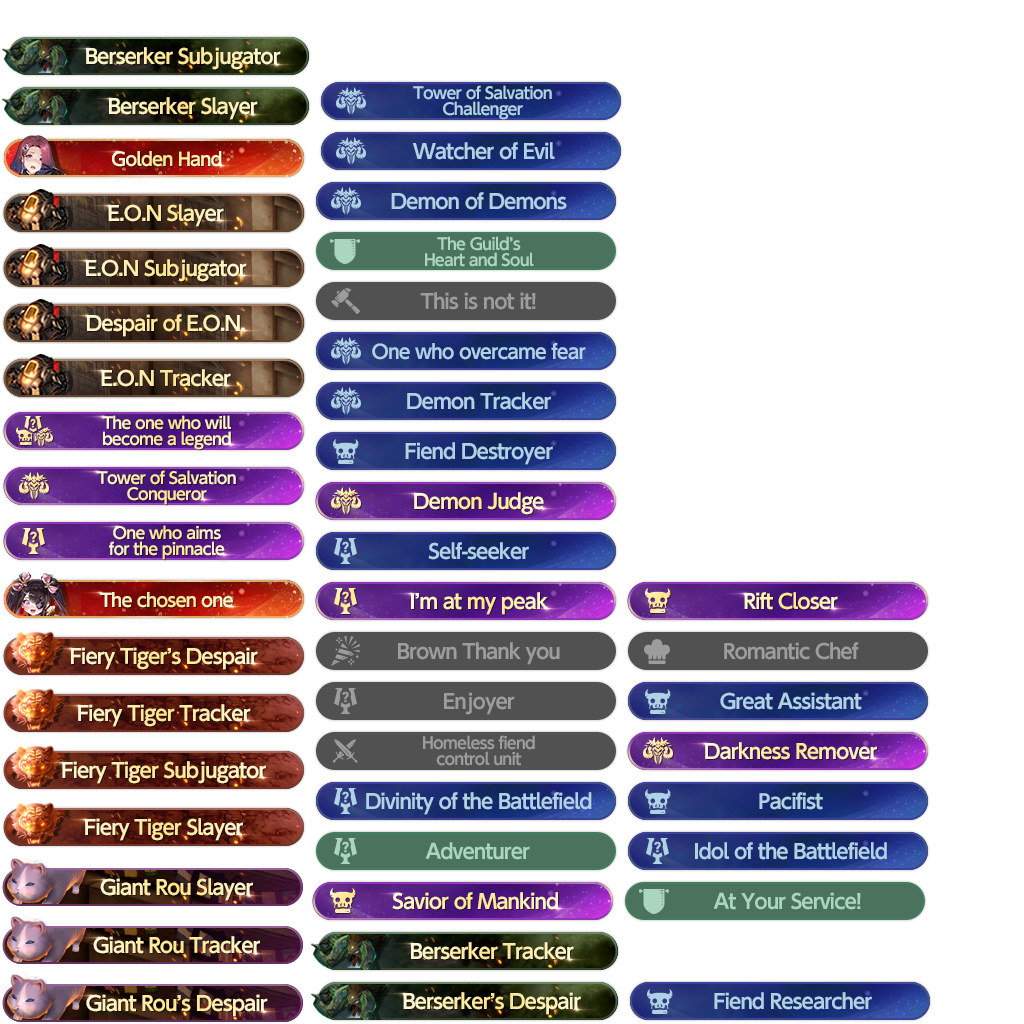 Berserker Subjugator
Berserker Slayer
Golden Hand
E.O.N Slayer
E.O.N Subjugator
Despair of E.O.N.
E.O.N Tracker
The one who will
become a legend
Tower of Salvation
Conqueror
One who aims
for the pinnacle
The chosen one
Fiery Tiger's Despair
Fiery Tiger Tracker
Fiery Tiger Subjugator
Fiery Tiger Slayer
Giant Rou Slayer
Giant Rou Tracker
Giant Rou's Despair
Tower of Salvation
Challenger
Watcher of Evil
Demon of Demons
The Guild's
Heart and Soul
This is not it!
One who overcame fear
Demon Tracker
Fiend Destroyer
Demon Judge
Self-seeker
I'm at my peak
Brown Thank you
Enjoyer
Homeless fiend
control unit
Divinity of the Battlefield
Adventurer
Savior of Mankind
Berserker Tracker
Berserker's Despair
Rift Closer
Romantic Chef
Great Assistant
Darkness Remover
Pacifist
Idol of the Battlefield
At Your Service!
Fiend Researcher